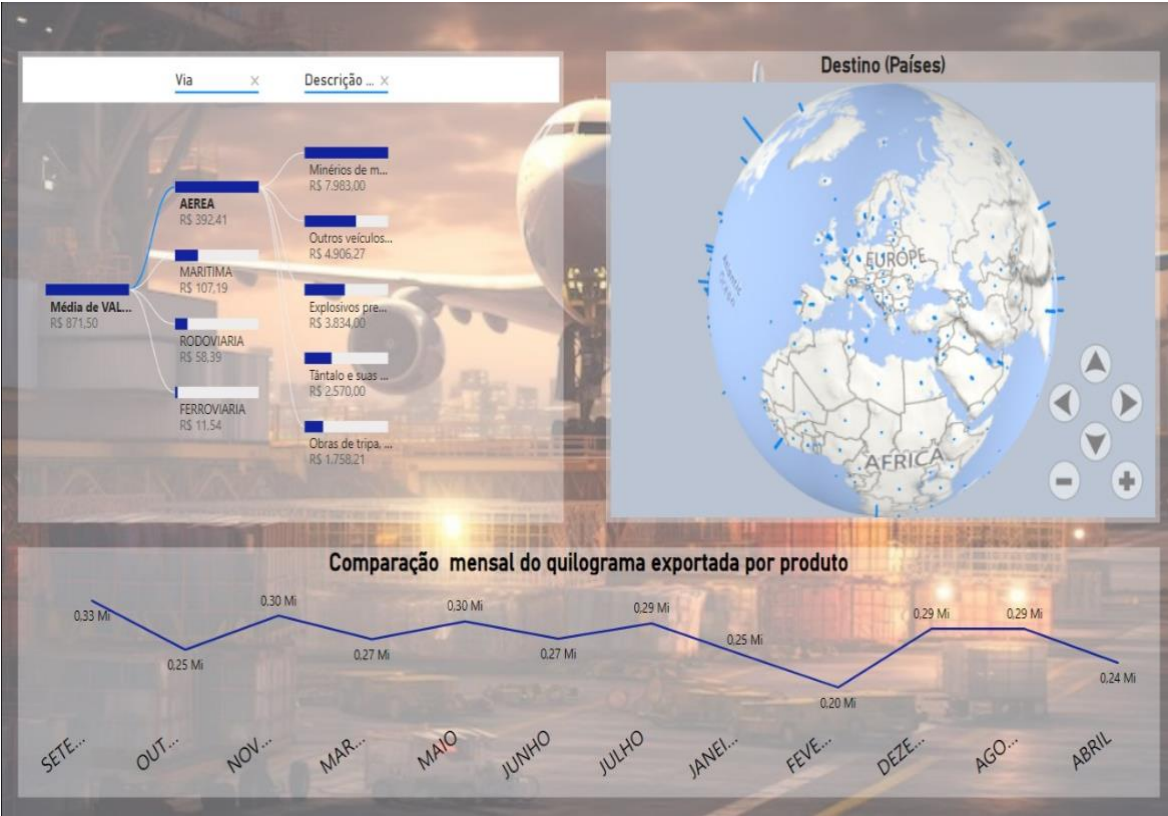 Via ×
Descrição ... ×
Média de VAL...
R$ 871,50
AEREA
R$ 392,41
MARITIMA
R$ 107,19
RODOVIARIA
R$ 58,39
FERROVIARIA
R$ 11,54
Minérios de m...
R$ 7.983,00
Outros veículos...
R$ 4.906,27
Explosivos pre...
R$ 3.834,00
Tântalo e suas ...
R$ 2.570,00
Obras de tripa, ...
R$ 1.758,21
Destino (Países)
Atlantic
Ocean
EUROPE
AFRICA
Comparação mensal do quilograma exportada por produto
0,33 Mi
0,25 Mi
0,30 Mi
0,27 Mi
0,30 Mi
0,27 Mi
0,29 Mi
0,25 Mi
0,20 Mi
0,29 Mi
0,29 Mi
0,24 Mi
SETE...
OUT...
NOV...
MAR...
MAIO
JUNHO
JULHO
JANEI...
FEVE...
DEZE...
AGO...
ABRIL